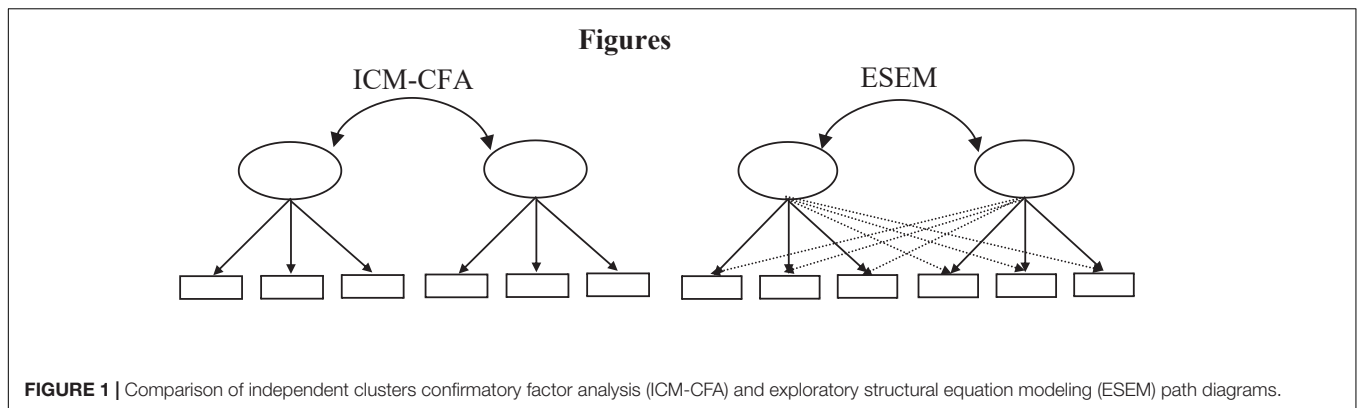 Figures
ICM-CFA
ESEM
FIGURE 1 | Comparison of independent clusters confirmatory factor analysis (ICM-CFA) and exploratory structural equation modeling (ESEM) path diagrams.